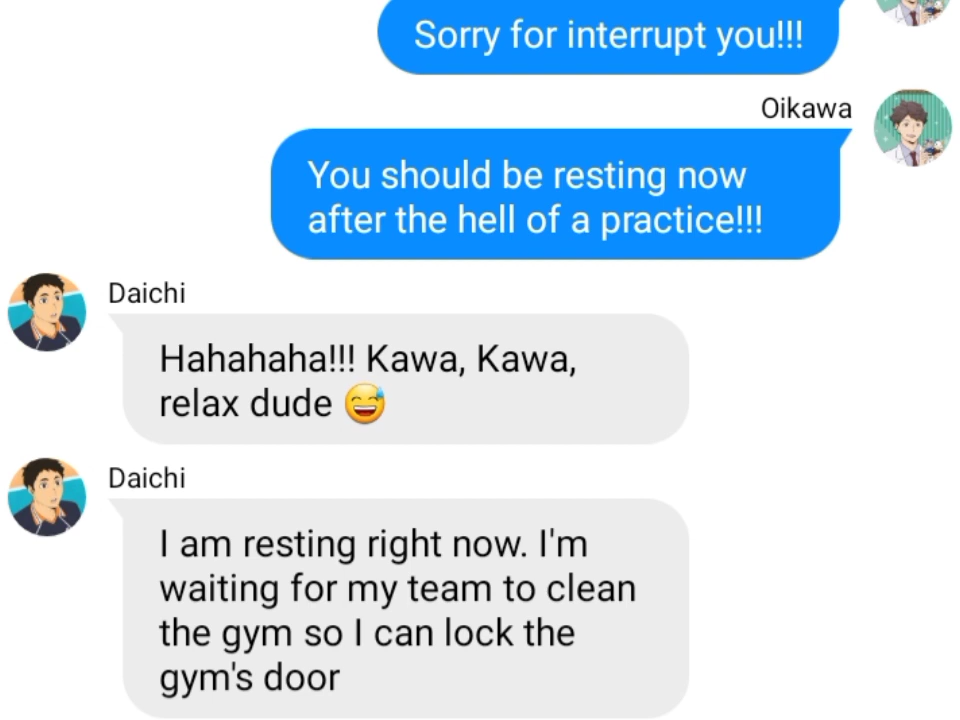 Sorry for interrupt you!!!
Oikawa
You should be resting now
after the hell of a practice!!!
Daichi
Hahahaha!!! Kawa, Kawa,
relax dude 😅
Daichi
I am resting right now. I'm
waiting for my team to clean
the gym so I can lock the
gym's door